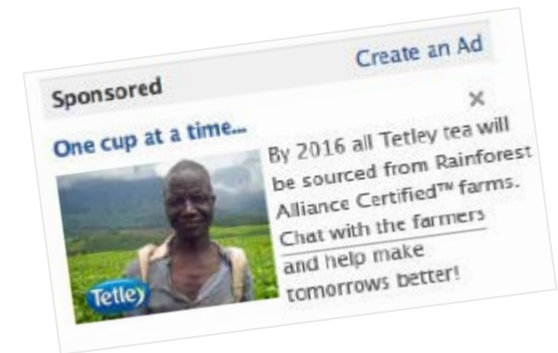 Sponsored
Create an Ad
One cup at a time...
By 2016 all Tetley tea will
be sourced from Rainforest
Alliance Certified™ farms.
Chat with the farmers
and help make
tomorrows better!
Tetley